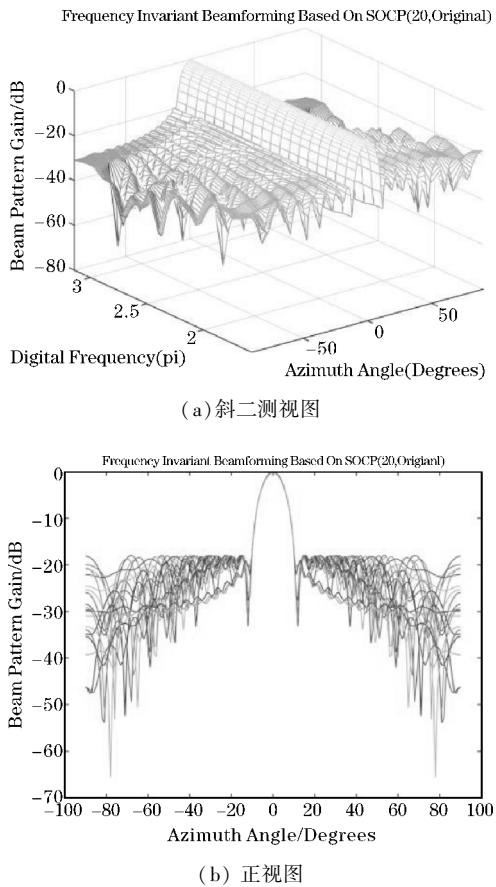 Frequency Invariant Beamforming Based On SOCP(20,Original)
Beam Pattern Gain/dB
0
−20
−40
−60
−80
3
2.5
2
Digital Frequency(pi)
−50
0
50
Azimuth Angle(Degrees)
(a)斜二测视图
Frequency Invariant Beamforming Based On SOCP(20,Origianl)
Beam Pattern Gain/dB
0
−10
−20
−30
−40
−50
−60
−70
−100 −80 −60 −40 −20 0 20 40 60 80 100
Azimuth Angle/Degrees
(b) 正视图